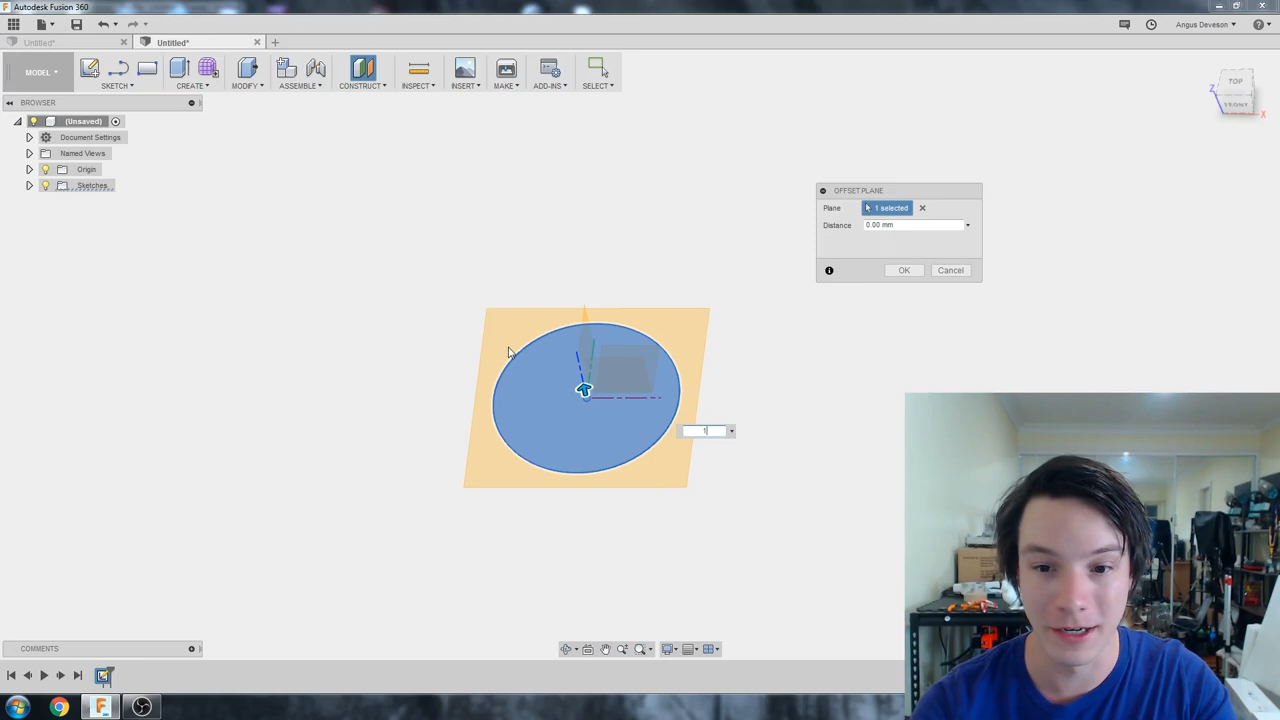 Autodesk Fusion 360
Angus Deveson
Untitled*
Untitled*
MODEL
SKETCH
CREATE
MODIFY
ASSEMBLE
CONSTRUCT
INSPECT
INSERT
MAKE
ADD-INS
SELECT
TOP
FRONT
Z
X
BROWSER
(Unsaved)
Document Settings
Named Views
Origin
Sketches
OFFSET PLANE
Plane
1 selected
Distance
0.00 mm
OK
Cancel
1
COMMENTS